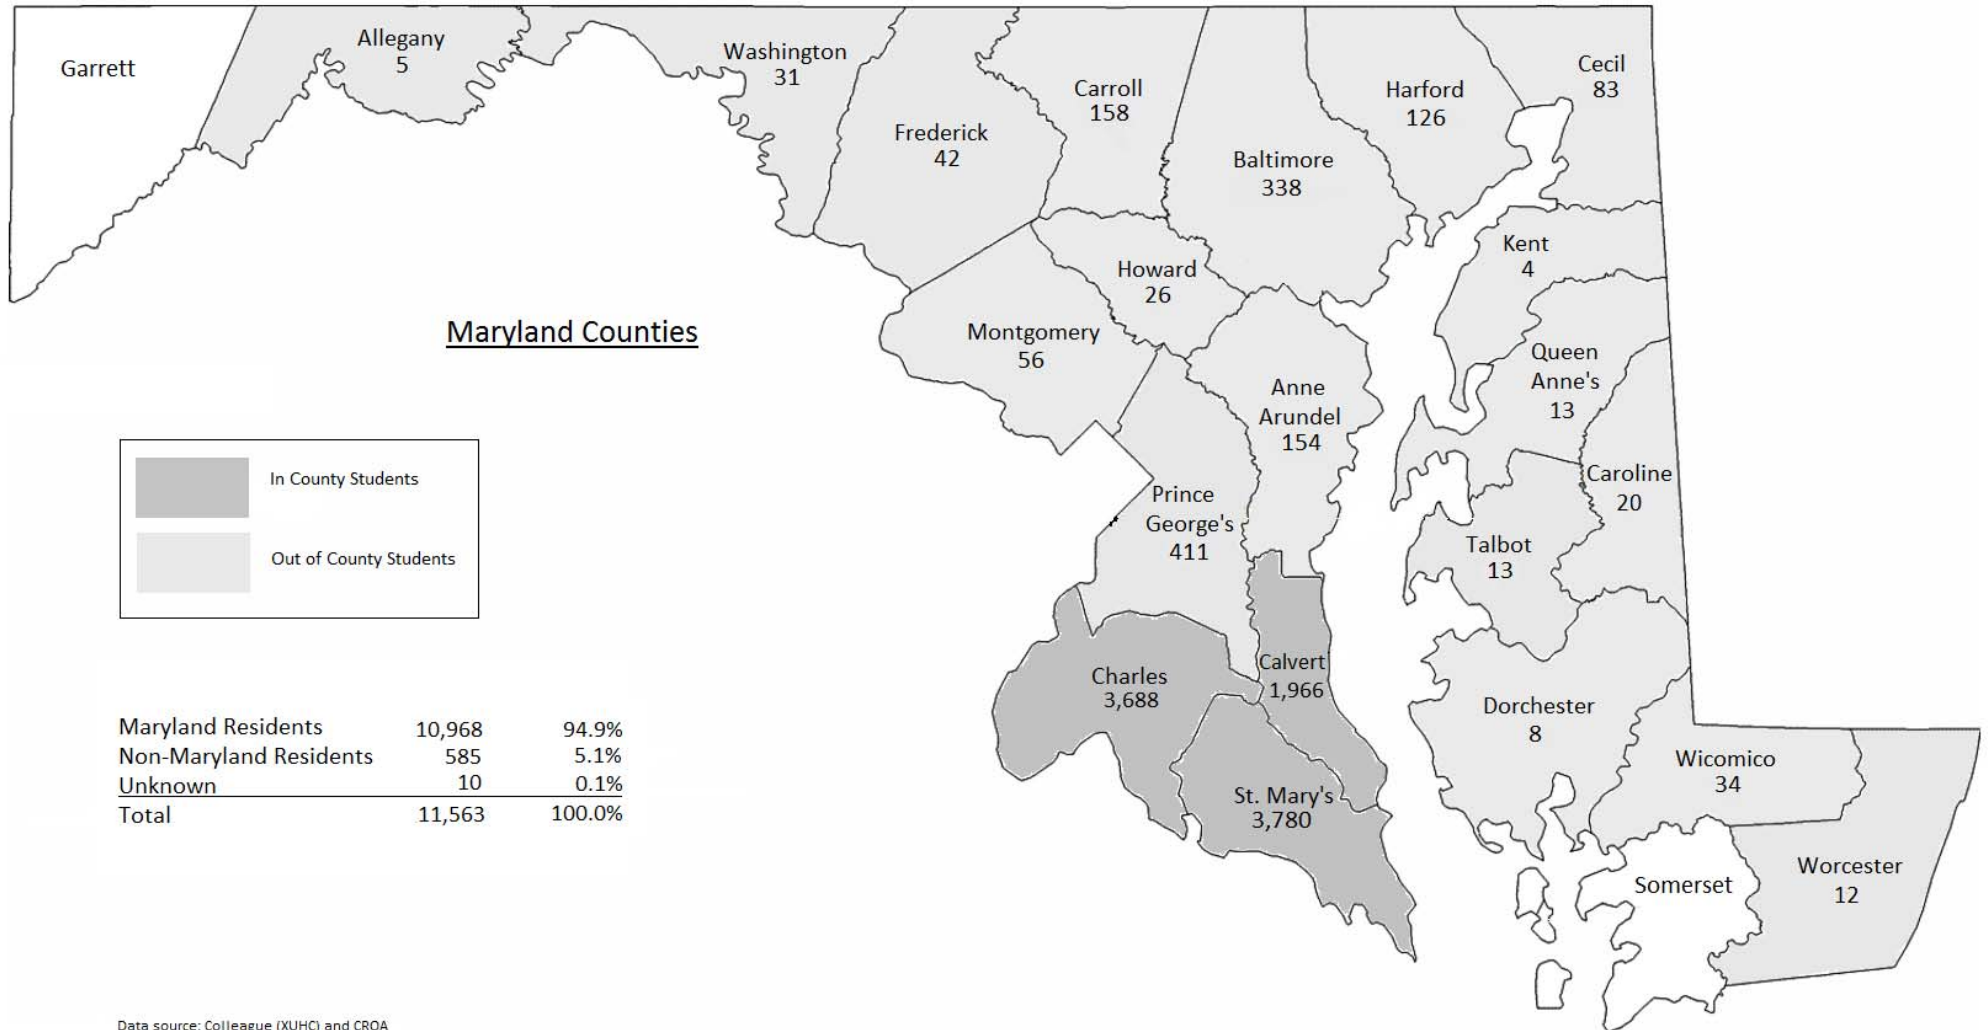 Garrett
Allegany
5
Washington
31
Frederick
42
Carroll
158
Baltimore
338
Harford
126
Cecil
83
Kent
4
Howard
26
Montgomery
56
Maryland Counties
Queen
Anne's
13
Anne
Arundel
154
Caroline
20
Prince
George's
411
Talbot
13
In County Students
Out of County Students
Charles
3,688
Calvert
1,966
Dorchester
8
Wicomico
34
St. Mary's
3,780
Worcester
12
Somerset
Maryland Residents 10,968 94.9%
Non-Maryland Residents 585 5.1%
Unknown 10 0.1%
Total 11,563 100.0%
Data source: Colleague (XUHC) and CROA